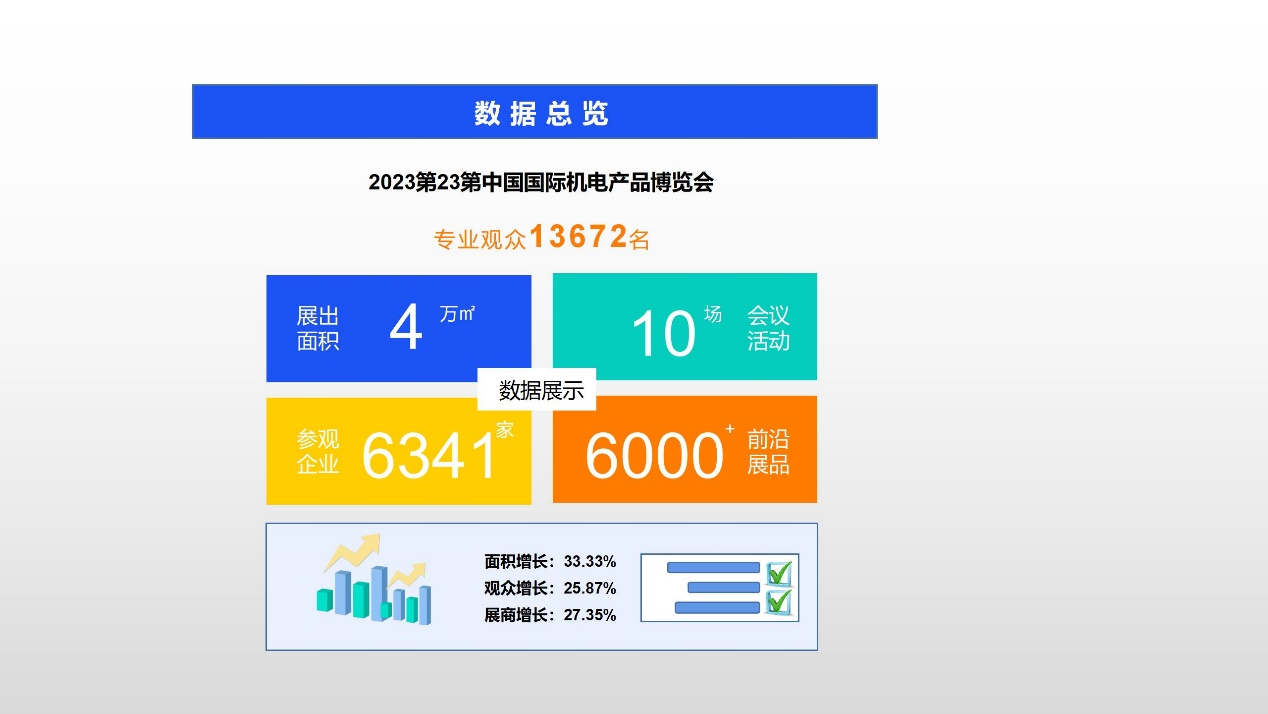 数据总览
2023第23第中国国际机电产品博览会
专业观众13672名
展出
面积
4
万㎡
10
场
会议
活动
数据展示
参观
企业
6341
家
6000
+
前沿
展品
面积增长：33.33%
观众增长：25.87%
展商增长：27.35%